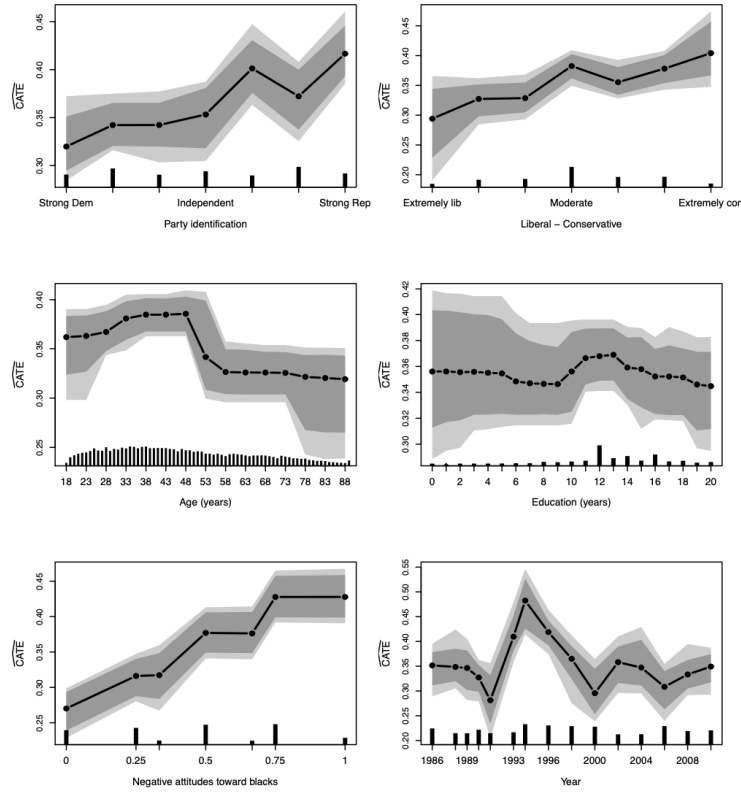 0.45
0.40
0.35
0.30
CATE
Strong Dem Independent Strong Rep
Party identification
0.45
0.40
0.35
0.30
0.25
0.20
CATE
Extremely lib Moderate Extremely cor
Liberal − Conservative
0.40
0.35
0.30
0.25
CATE
18 23 28 33 38 43 48 53 58 63 68 73 78 83 88
Age (years)
0.42
0.40
0.38
0.36
0.34
0.32
0.30
CATE
0 2 4 6 8 10 12 14 16 18 20
Education (years)
0.45
0.40
0.35
0.30
0.25
CATE
0 0.25 0.5 0.75 1
Negative attitudes toward blacks
0.55
0.50
0.45
0.40
0.35
0.30
0.25
0.20
CATE
1986 1989 1993 1996 2000 2004 2008
Year